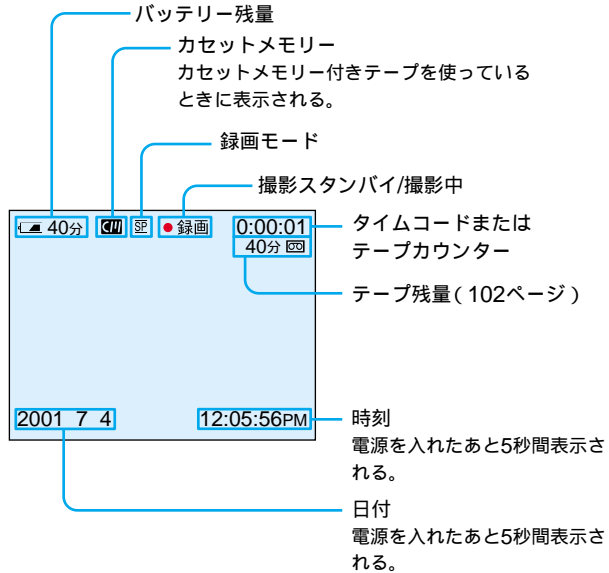 バッテリー残量
カセットメモリー
カセットメモリー付きテープを使っている
ときに表示される。
録画モード
撮影スタンバイ/撮影中
40分 CM SP ●録画 0:00:01
40分
タイムコードまたは
テープカウンター
テープ残量(102ページ)
2001 7 4 12:05:56PM
時刻
電源を入れたあと5秒間表示さ
れる。
日付
電源を入れたあと5秒間表示さ
れる。